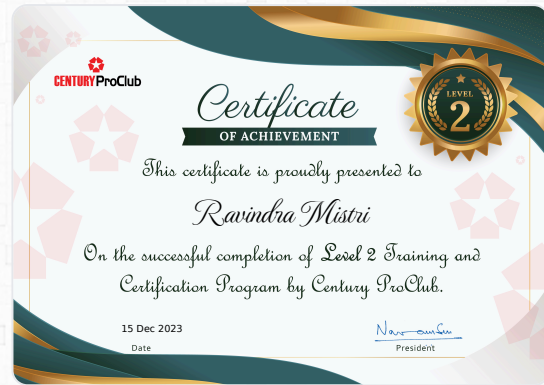 CENTURY ProClub
Certificate
OF ACHIEVEMENT
LEVEL
2
This certificate is proudly presented to
Ravindra Mistri
On the successful completion of Level 2 Training and
Certification Program by Century ProClub.
15 Dec 2023
Date
President